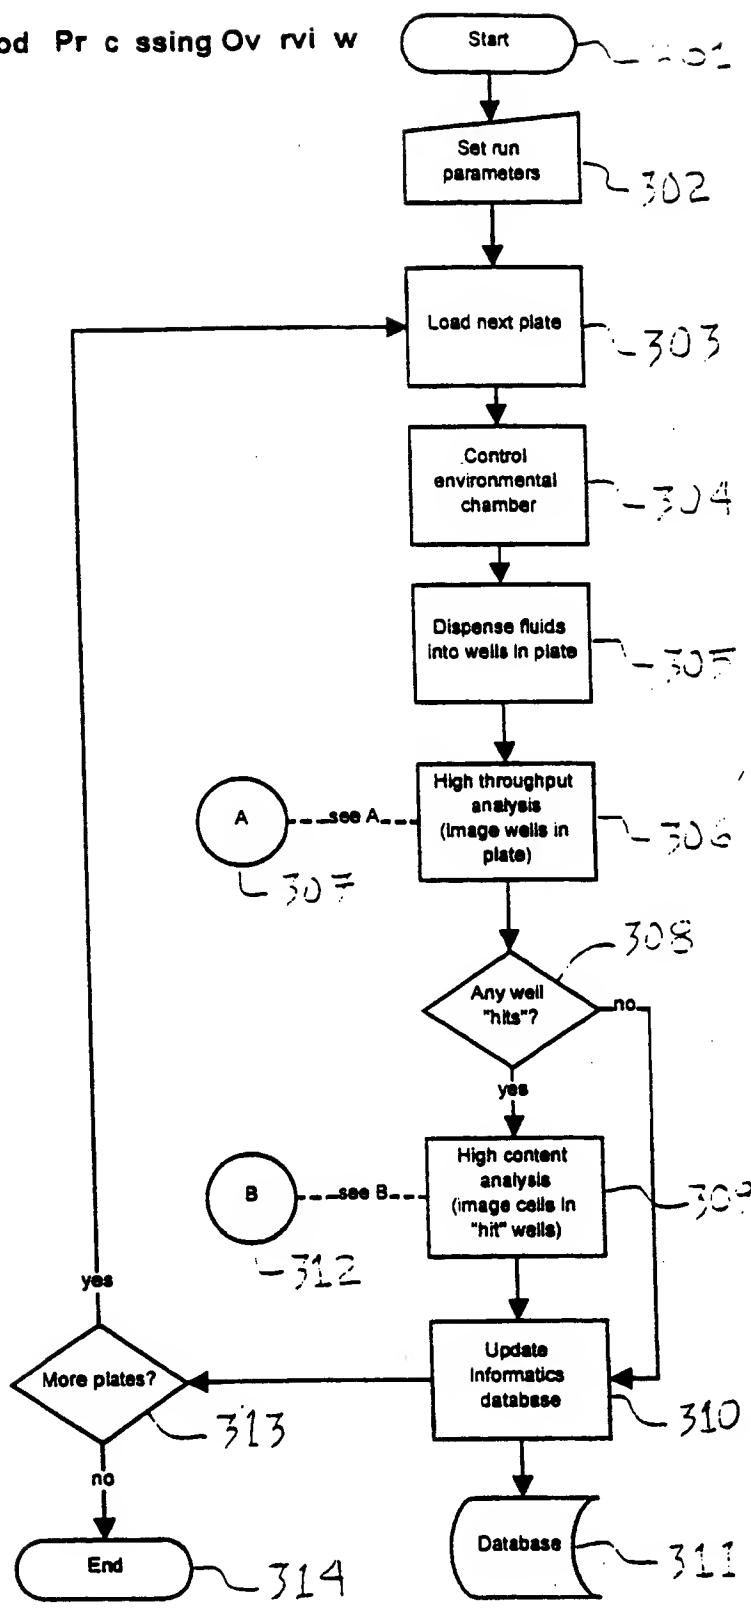 od Pr c ssing Ov rvi w
Start
Set run
parameters
302
Load next plate
303
Control
environmental
chamber
304
Dispense fluids
into wells in plate
305
High throughput
analysis
(image wells in
plate)
306
A
see A
307
308
Any well
"hits"?
no
yes
High content
analysis
(image cells in
"hit" wells)
309
B
see B
312
yes
More plates?
313
Update
Informatics
database
310
no
End
314
Database
311